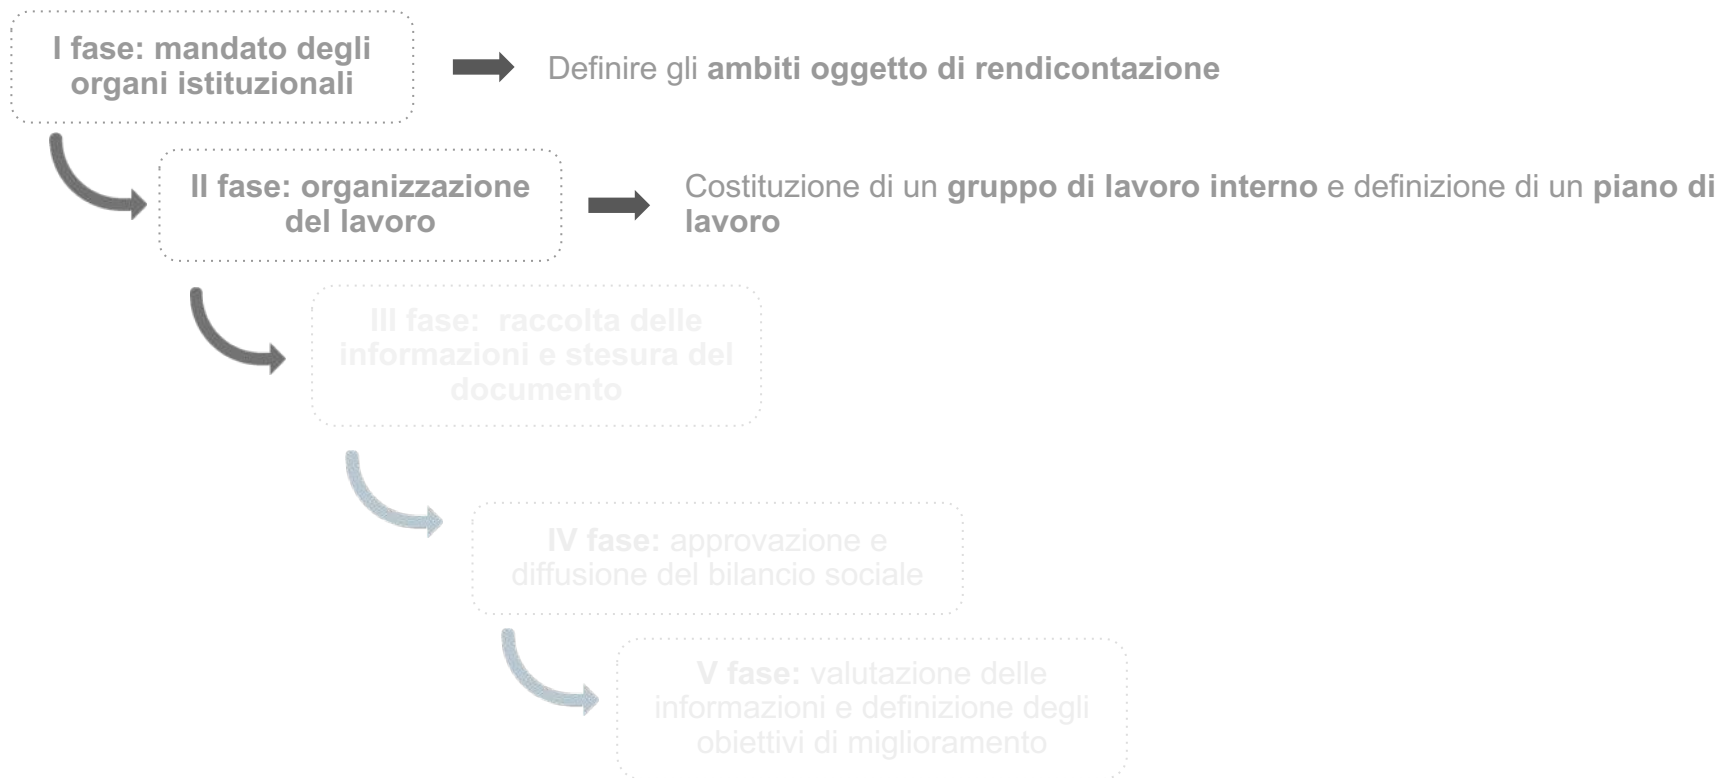 I fase: mandato degli
organi istituzionali
Definire gli ambiti oggetto di rendicontazione
II fase: organizzazione
del lavoro
Costituzione di un gruppo di lavoro interno e definizione di un piano di
lavoro
III fase: raccolta delle
informazioni e stesura del
documento
IV fase: approvazione e
diffusione del bilancio sociale
V fase: valutazione delle
informazioni e definizione degli
obiettivi di miglioramento